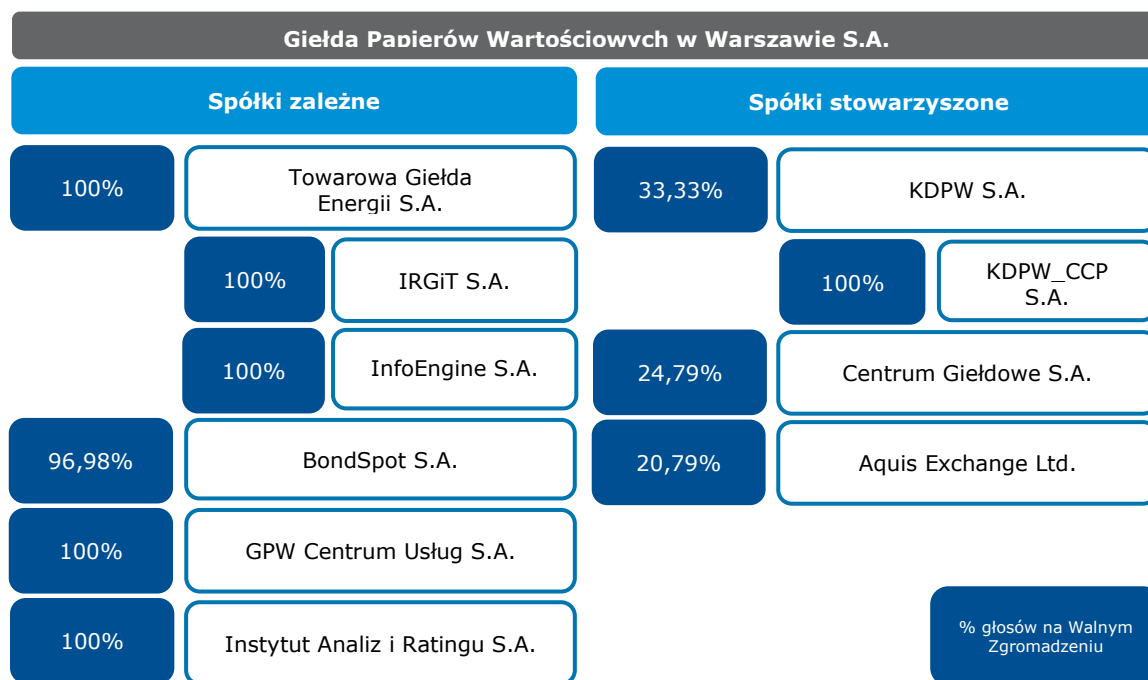 Giełda Papierów Wartościowych w Warszawie S.A.
Spółki zależne
Spółki stowarzyszone
100%
Towarowa Giełda
Energii S.A.
33,33%
KDPW S.A.
100%
IRGiT S.A.
100%
KDPW_CCP
S.A.
100%
InfoEngine S.A.
24,79%
Centrum Giełdowe S.A.
96,98%
BondSpot S.A.
20,79%
Aquis Exchange Ltd.
100%
GPW Centrum Usług S.A.
100%
Instytut Analiz i Ratingu S.A.
% głosów na Walnym
Zgromadzeniu